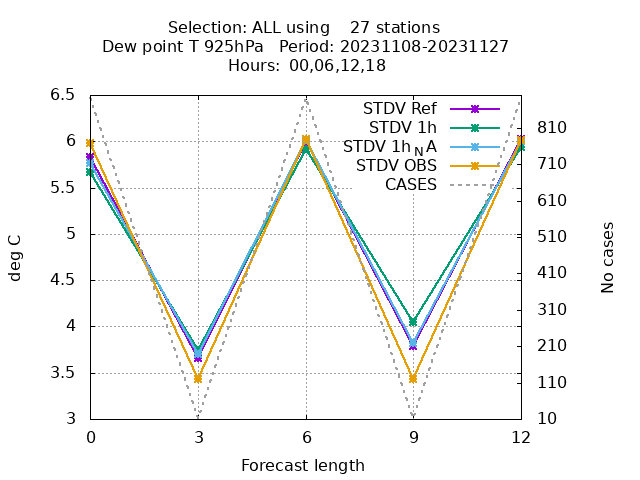 Selection: ALL using 27 stations
Dew point T 925hPa Period: 20231108-20231127
Hours: 00,06,12,18
STDV Ref
STDV 1h
STDV 1h_N A
STDV OBS
CASES
6.5
6
5.5
5
4.5
4
3.5
3
deg C
810
710
610
510
410
310
210
110
10
No cases
0 3 6 9 12
Forecast length